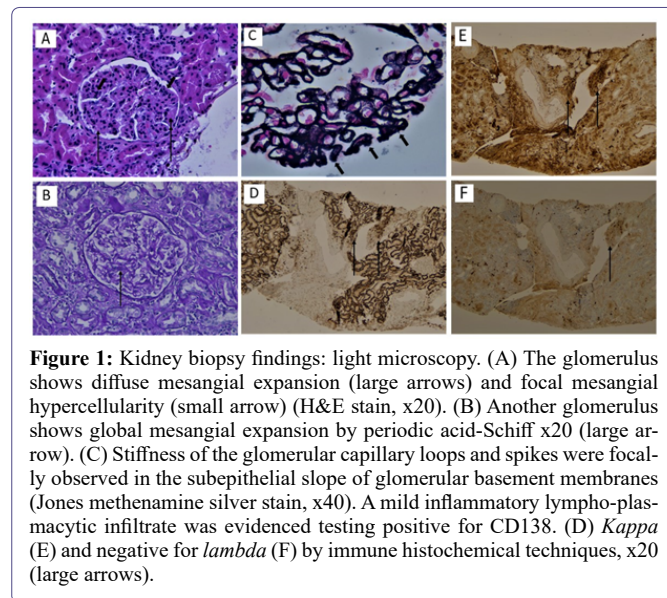 A
C
E
B
D
F
Figure 1: Kidney biopsy findings: light microscopy. (A) The glomerulus
shows diffuse mesangial expansion (large arrows) and focal mesangial
hypercellularity (small arrow) (H&E stain, x20). (B) Another glomerulus
shows global mesangial expansion by periodic acid-Schiff x20 (large ar-
row). (C) Stiffness of the glomerular capillary loops and spikes were focal-
ly observed in the subepithelial slope of glomerular basement membranes
(Jones methenamine silver stain, x40). A mild inflammatory lympho-plas-
macytic infiltrate was evidenced testing positive for CD138. (D) Kappa
(E) and negative for lambda (F) by immune histochemical techniques, x20
(large arrows).